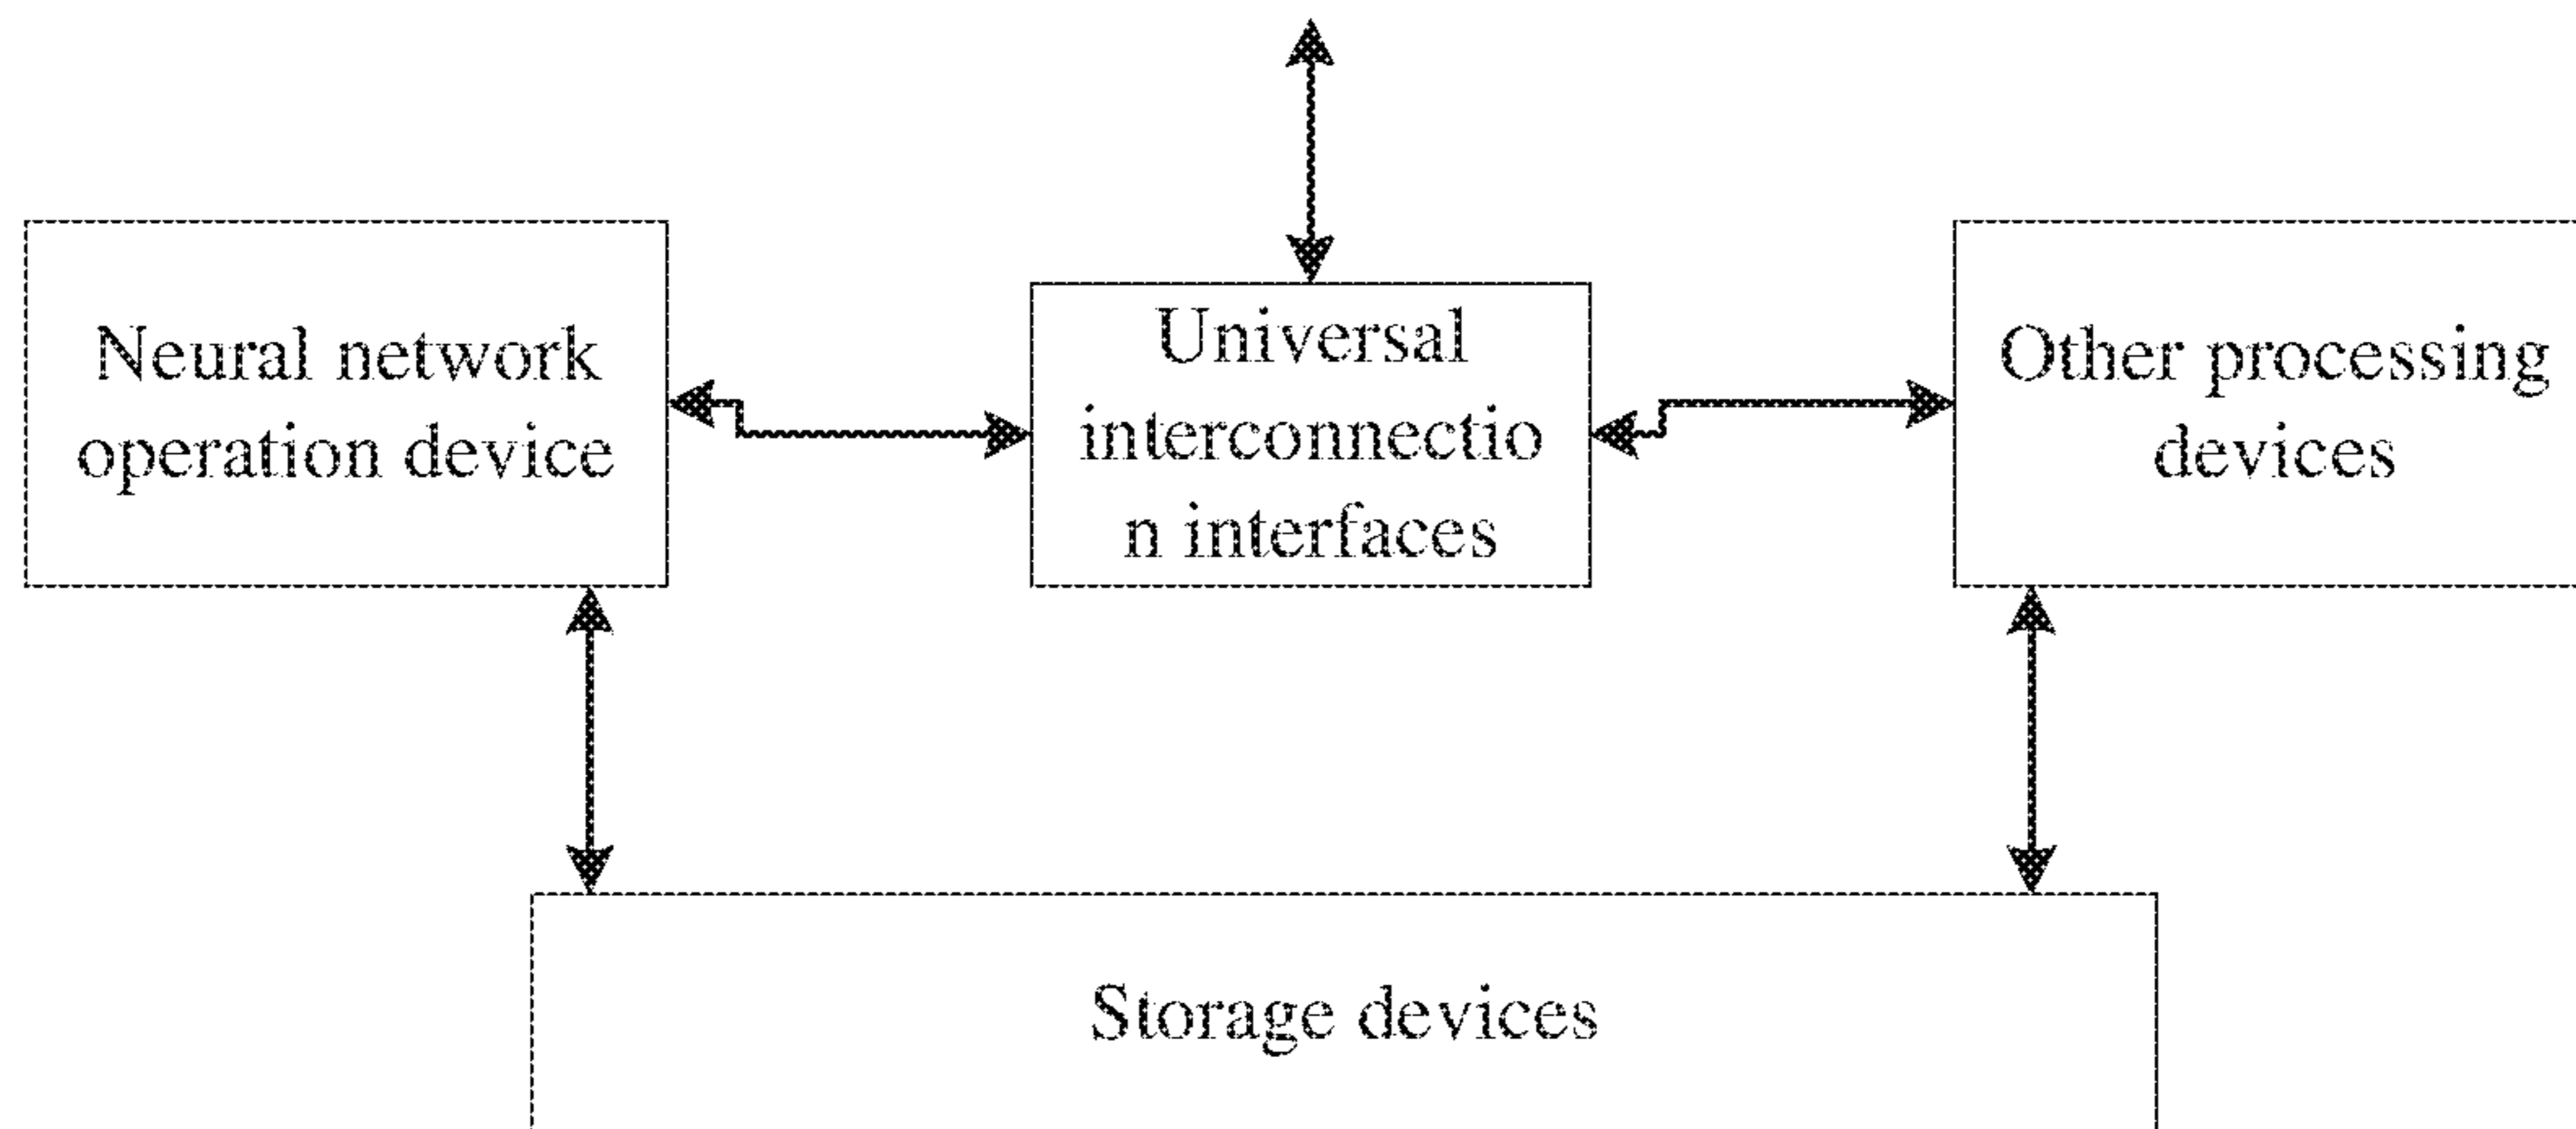 Neural network
operation device
Universal
interconnectio
n interfaces
Other processing
devices
Storage devices